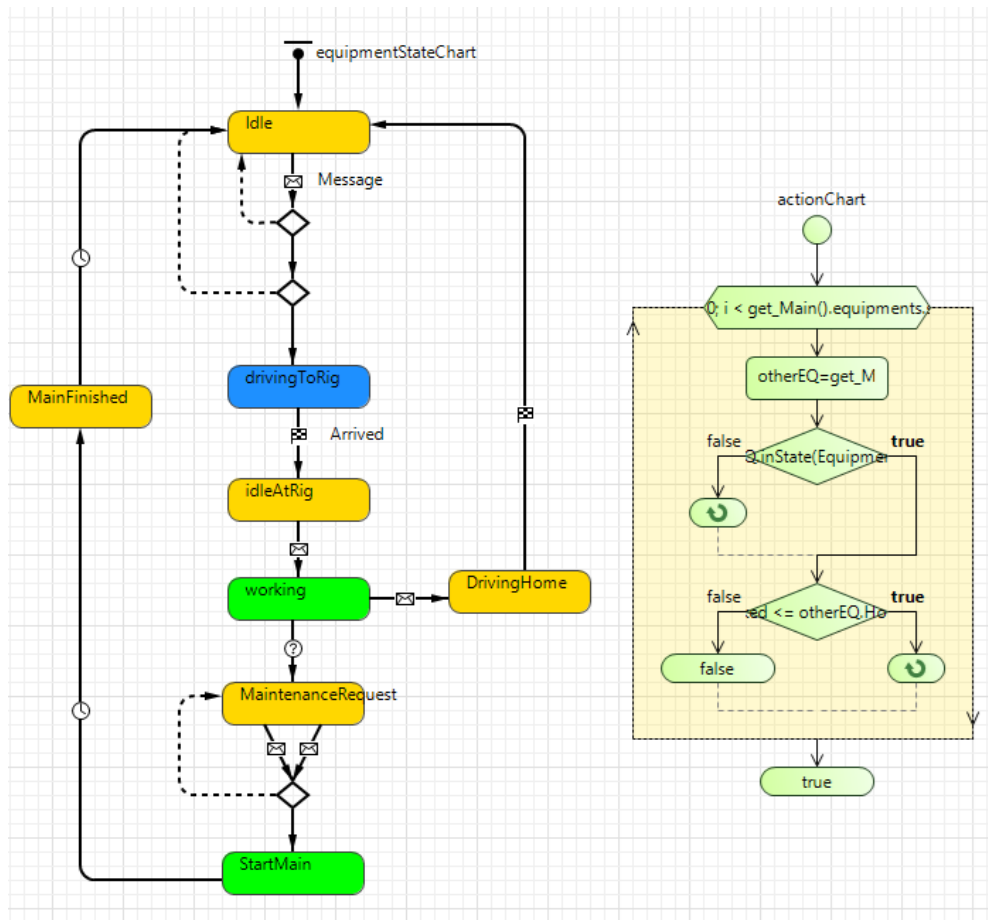 equipmentStateChart
Idle
Message
drivingToRig
Arrived
MainFinished
idleAtRig
working
DrivingHome
MaintenanceRequest
StartMain
actionChart
0; i < get_Main().equipments.
otherEQ=get_M
false
true
Q.inState(Equipmer
false
true
ed <= otherEQ.Ho
false
true